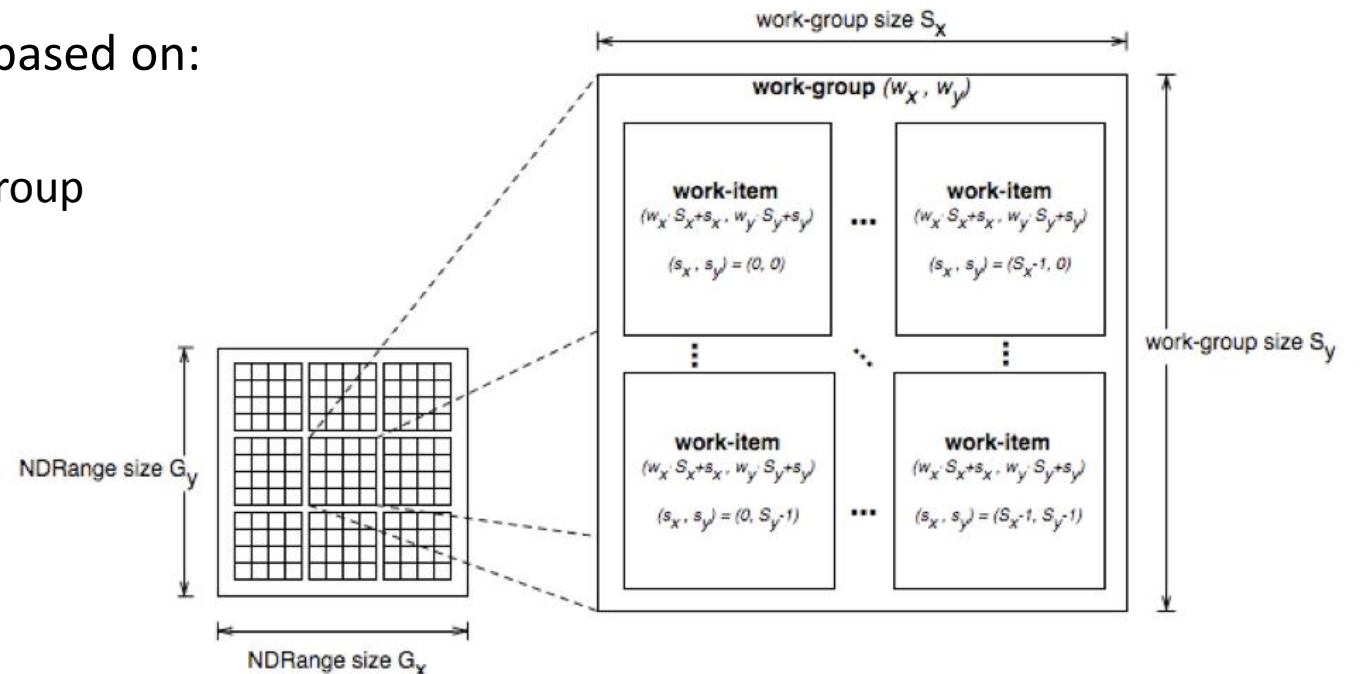 based on:
roup
work-group size Sx
work-group (wx , wy)
work-item
(wx· Sx+sx , wy· Sy+sy)
(sx , sy) = (0, 0)
...
work-item
(wx· Sx+sx , wy· Sy+sy)
(sx , sy) = (Sx-1, 0)
work-group size Sy
work-item
(wx· Sx+sx , wy· Sy+sy)
(sx , sy) = (0, Sy-1)
...
work-item
(wx· Sx+sx , wy· Sy+sy)
(sx , sy) = (Sx-1, Sy-1)
NDRange size Gy
NDRange size Gx